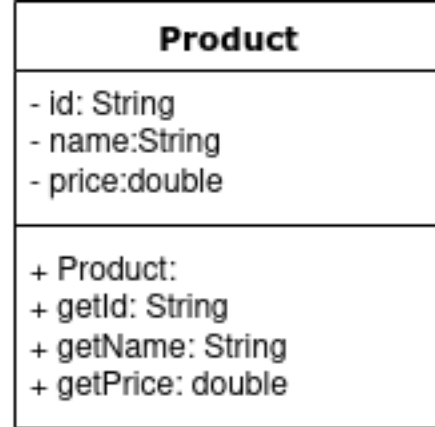 Product
- id: String
- name:String
- price:double
+ Product:
+ getId: String
+ getName: String
+ getPrice: double